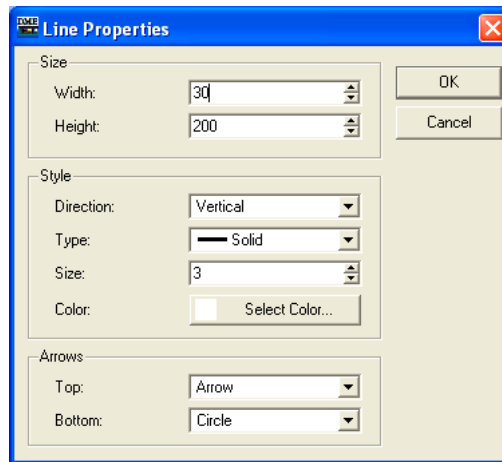 DME Line Properties
Size
Width: 30
OK
Height: 200
Cancel
Style
Direction: Vertical
Type: Solid
Size: 3
Color: Select Color...
Arrows
Top: Arrow
Bottom: Circle